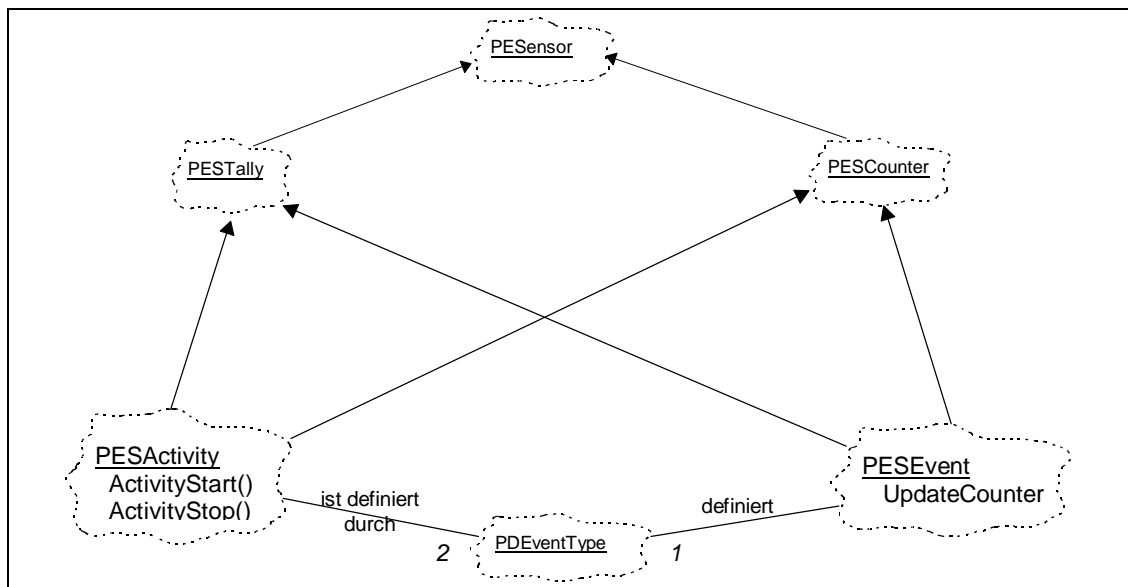 PESensor
PESTally
PESCounter
PESActivity
ActivityStart()
ActivityStop()
PESEvent
UpdateCounter
ist definiert
durch
definiert
2
PDEventType
1